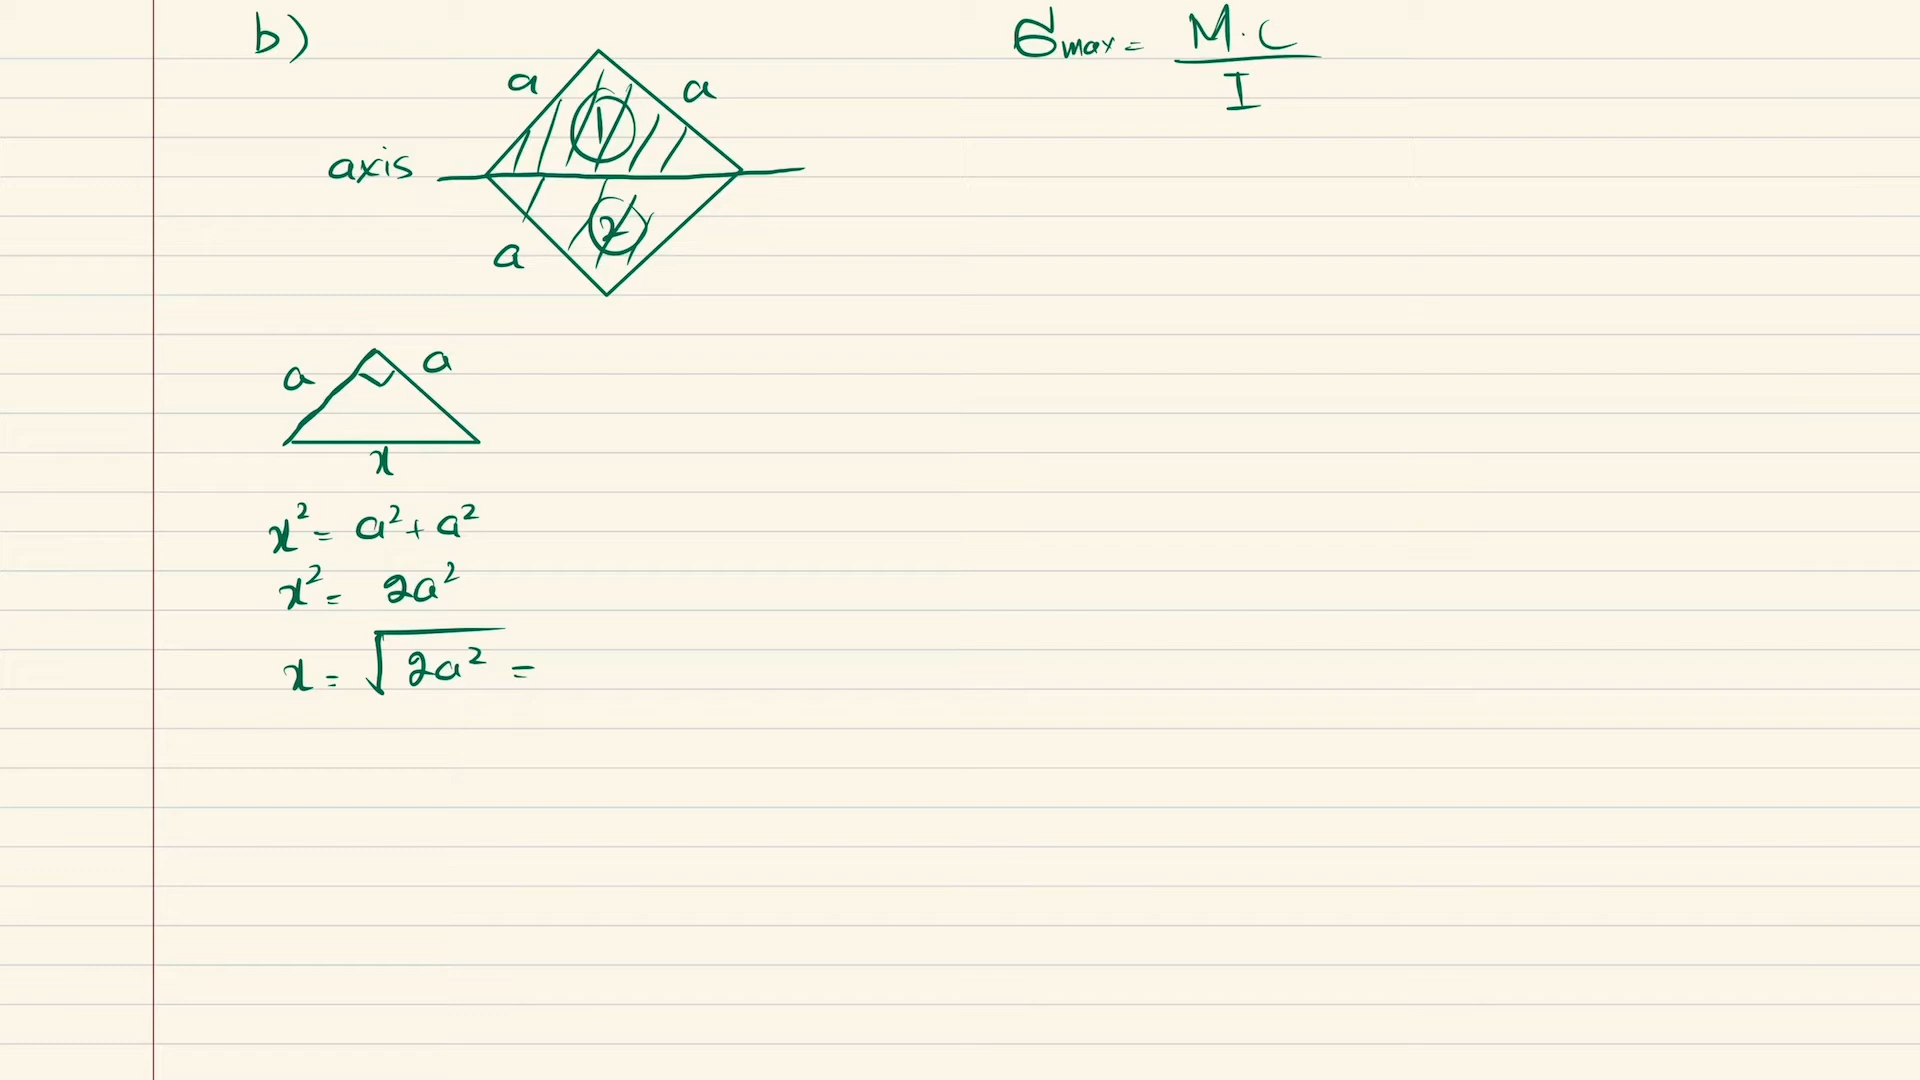 b)
σmax = M·C / I
a a
1
axis
2
a
a a
x
x² = a² + a²
x² = 2a²
x = √2a² =